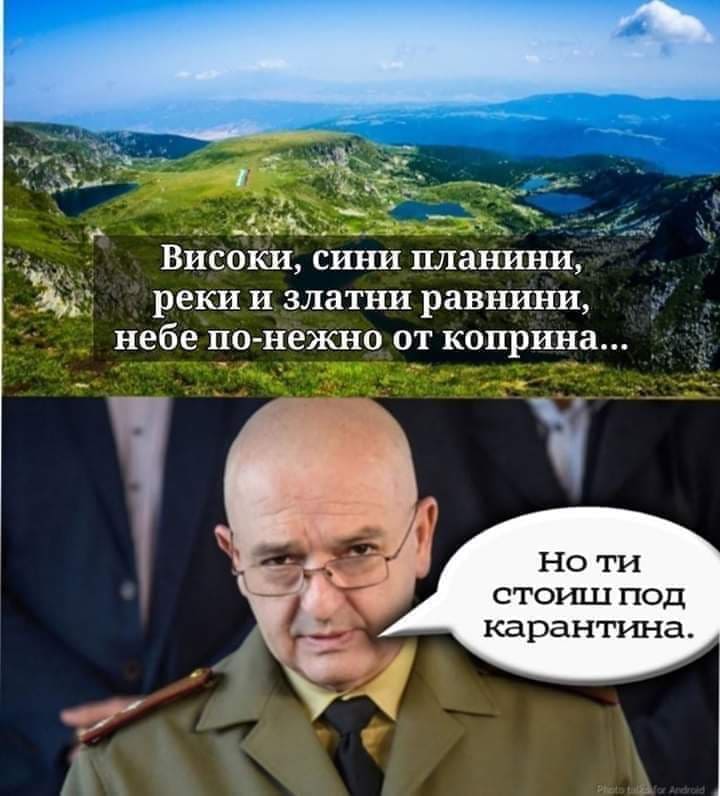 Високи, сини планини,
реки и златни равнини,
небе по-нежно от коприна...
Но ти
стоиш под
карантина.